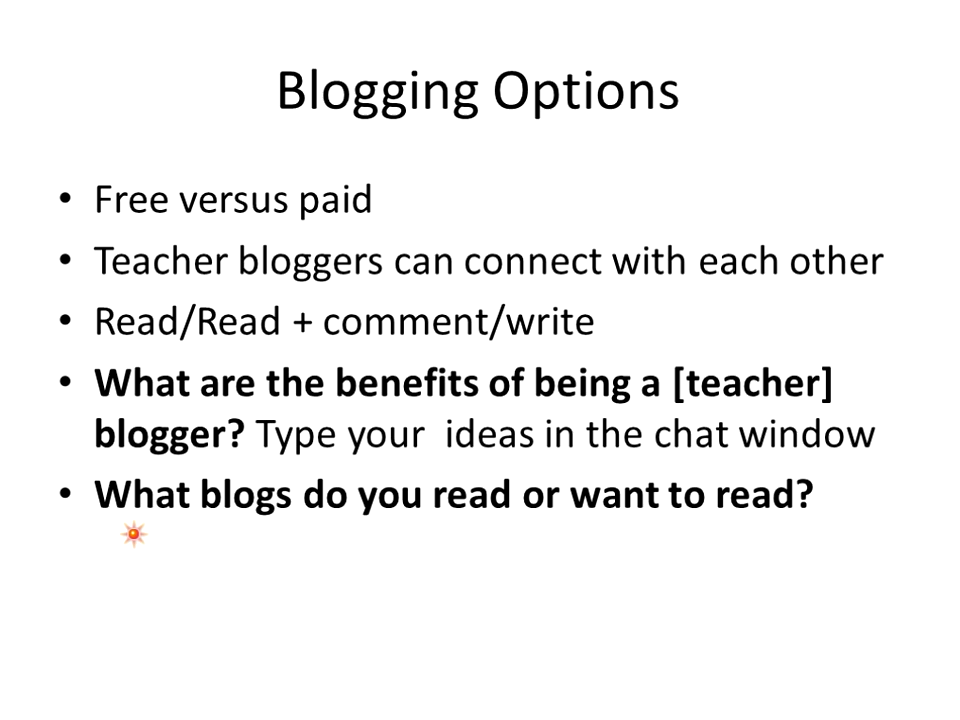 Blogging Options
• Free versus paid
• Teacher bloggers can connect with each other
• Read/Read + comment/write
• What are the benefits of being a [teacher]
blogger? Type your  ideas in the chat window
• What blogs do you read or want to read?